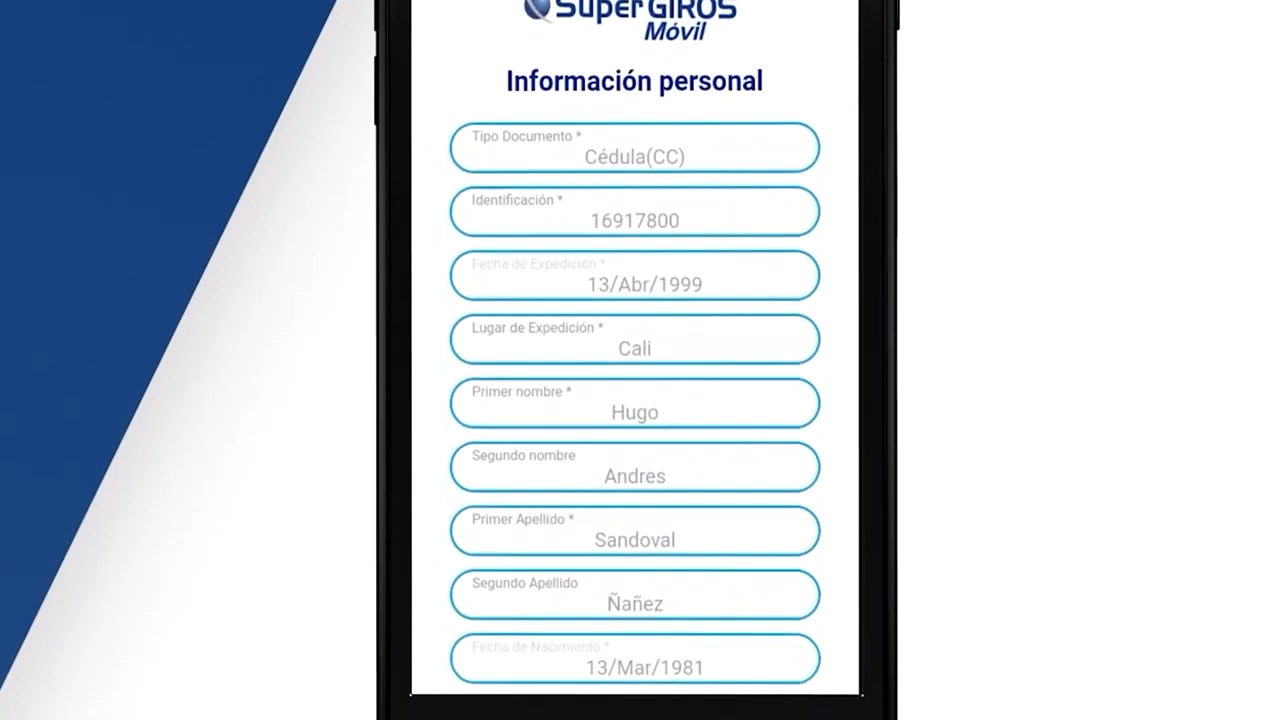 SuperGIROS
Móvil
Información personal
Tipo Documento *
Cédula(CC)
Identificación *
16917800
Fecha de Expedición *
13/Abr/1999
Lugar de Expedición *
Cali
Primer nombre *
Hugo
Segundo nombre
Andres
Primer Apellido *
Sandoval
Segundo Apellido
Ñañez
Fecha de Nacimiento *
13/Mar/1981